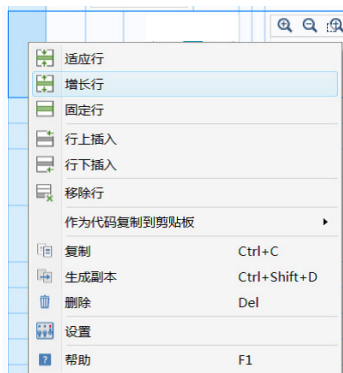 适应行
增长行
固定行
行上插入
行下插入
移除行
作为代码复制到剪贴板
复制 Ctrl+C
生成副本 Ctrl+Shift+D
删除 Del
设置
帮助 F1